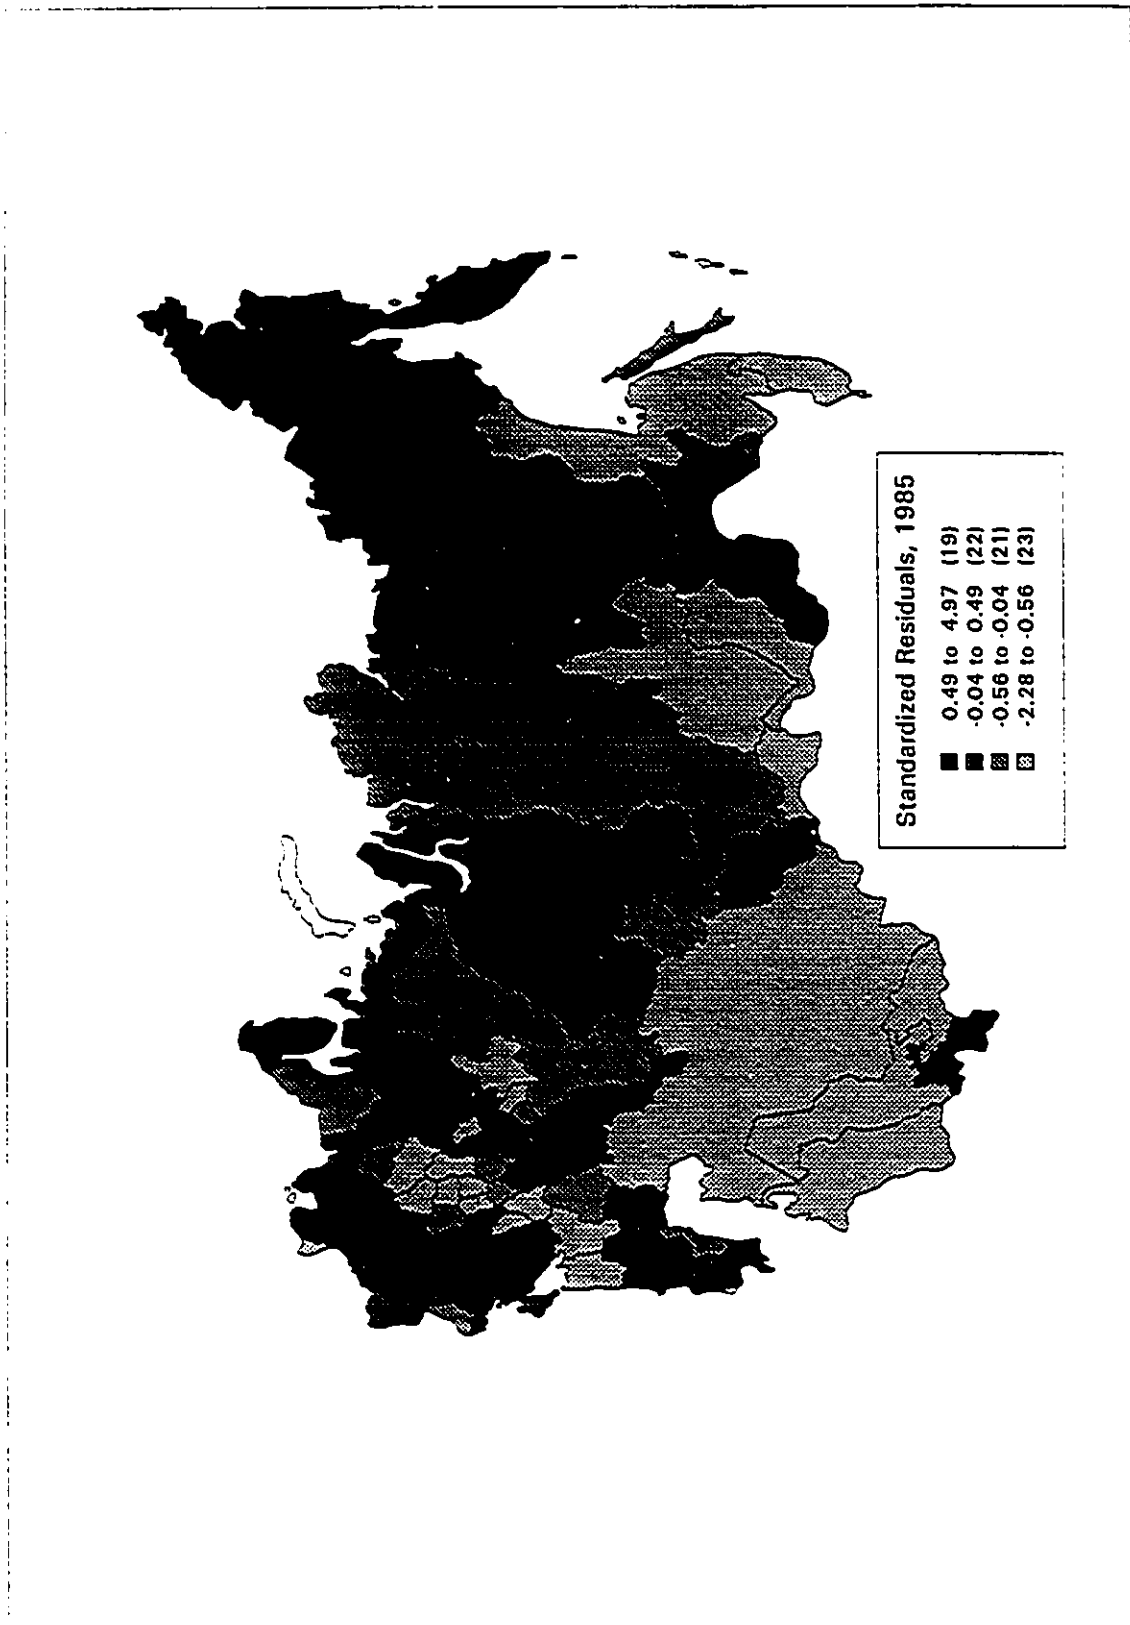 Standardized Residuals, 1985
0.49 to 4.97 (19)
-0.04 to 0.49 (22)
-0.56 to -0.04 (21)
-2.28 to -0.56 (23)